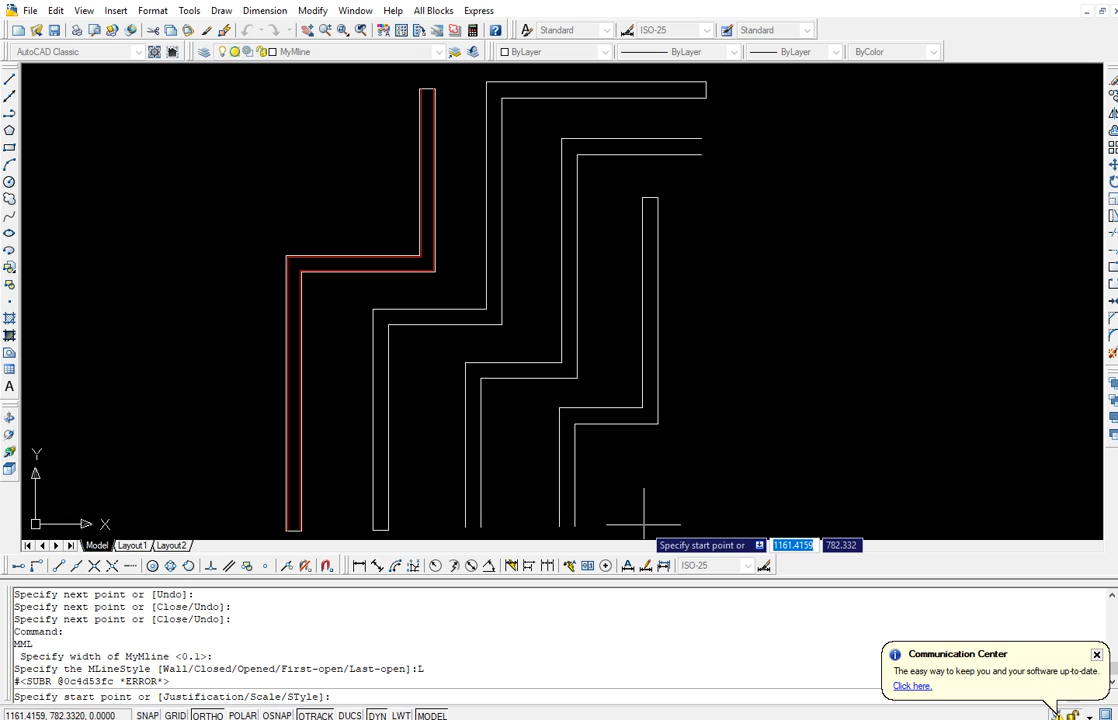 File Edit View Insert Format Tools Draw Dimension Modify Window Help All Blocks Express
Standard ISO-25 Standard
AutoCAD Classic MyMline ByLayer ByLayer ByLayer ByColor
A
Y
X
Model Layout1 Layout2
Specify start point or 1161.4159 782.332
ISO-25
Specify next point or [Undo]:
Specify next point or [Close/Undo]:
Specify next point or [Close/Undo]:
Command:
MML
Specify width of MyMline <0.1>:
Specify the MLineStyle [Wall/Closed/Opened/First-open/Last-open]:L
#<SUBR @0c4d53fc *ERROR*>
Specify start point or [Justification/Scale/STyle]:
Communication Center
The easy way to keep you and your software up-to-date.
Click here.
1161.4159, 782.3320, 0.0000 SNAP GRID ORTHO POLAR OSNAP OTRACK DUCS DYN LWT MODEL